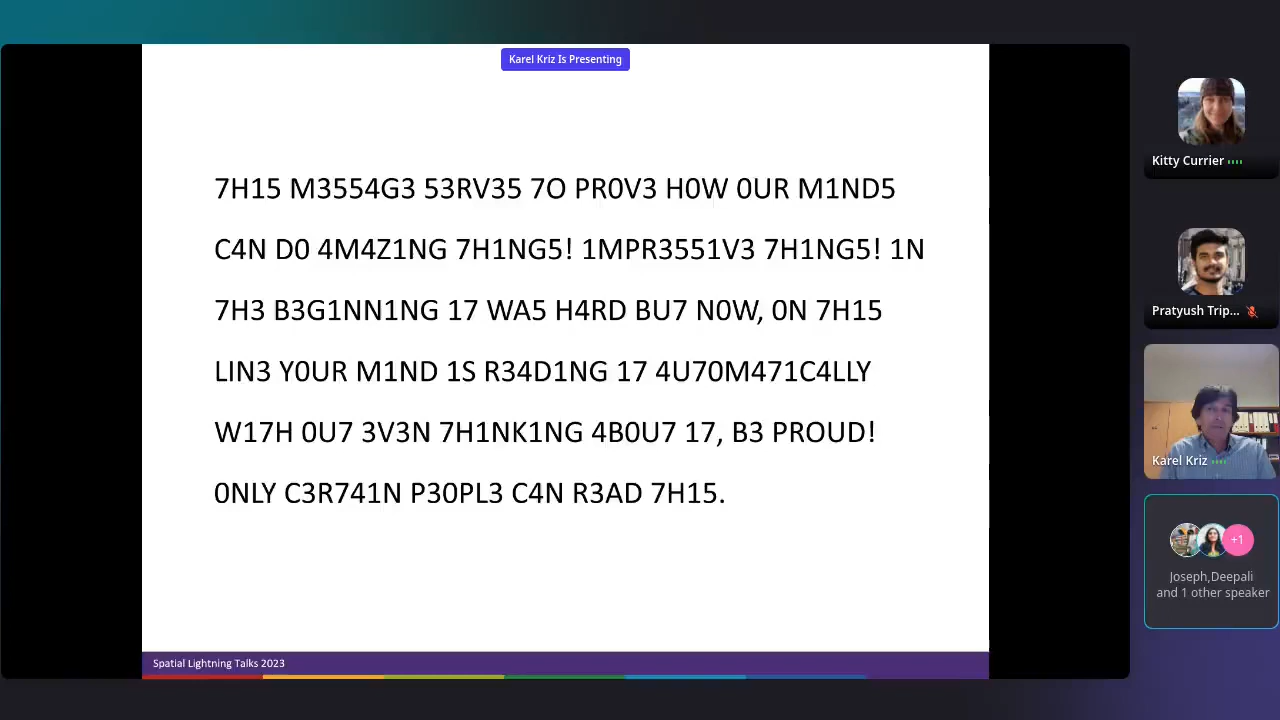 Karel Kriz Is Presenting
7H15 M3554G3 53RV35 7O PR0V3 H0W 0UR M1ND5
C4N D0 4M4Z1NG 7H1NG5! 1MPR3551V3 7H1NG5! 1N
7H3 B3G1NN1NG 17 WA5 H4RD BU7 N0W, 0N 7H15
LIN3 Y0UR M1ND 1S R34D1NG 17 4U70M471C4LLY
W17H 0U7 3V3N 7H1NK1NG 4B0U7 17, B3 PROUD!
0NLY C3R741N P30PL3 C4N R3AD 7H15.
Spatial Lightning Talks 2023
Kitty Currier
Pratyush Trip...
Karel Kriz
+1
Joseph,Deepali
and 1 other speaker